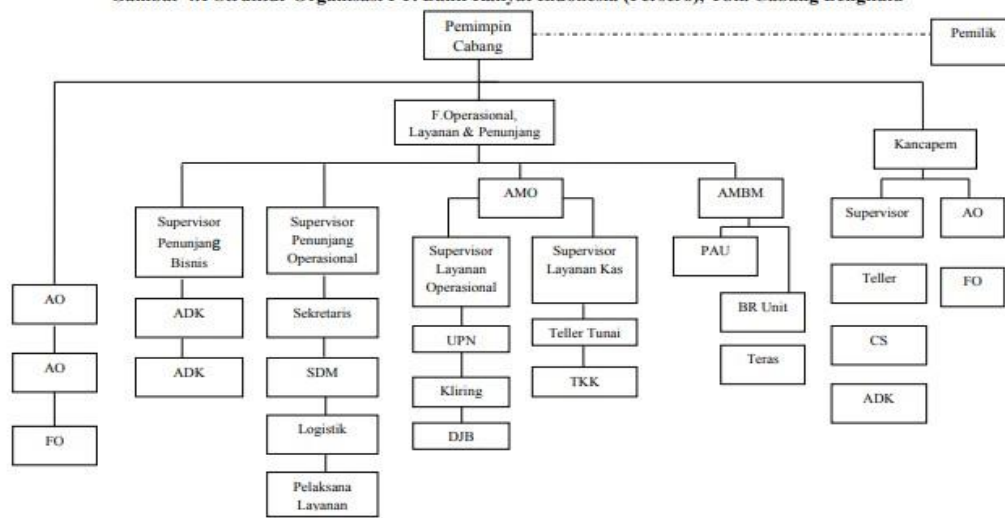 Pemimpin
Cabang
Pemilik
F.Operasional,
Layanan & Penunjang
Kancapem
AMO
AMBM
Supervisor
AO
Supervisor
Penunjang
Bisnis
Supervisor
Penunjang
Operasional
Supervisor
Layanan
Operasional
Supervisor
Layanan Kas
PAU
Teller
FO
AO
ADK
Sekretaris
UPN
Teller Tunai
BR Unit
CS
AO
ADK
SDM
Kliring
TKK
Teras
ADK
FO
Logistik
DJB
Pelaksana
Layanan